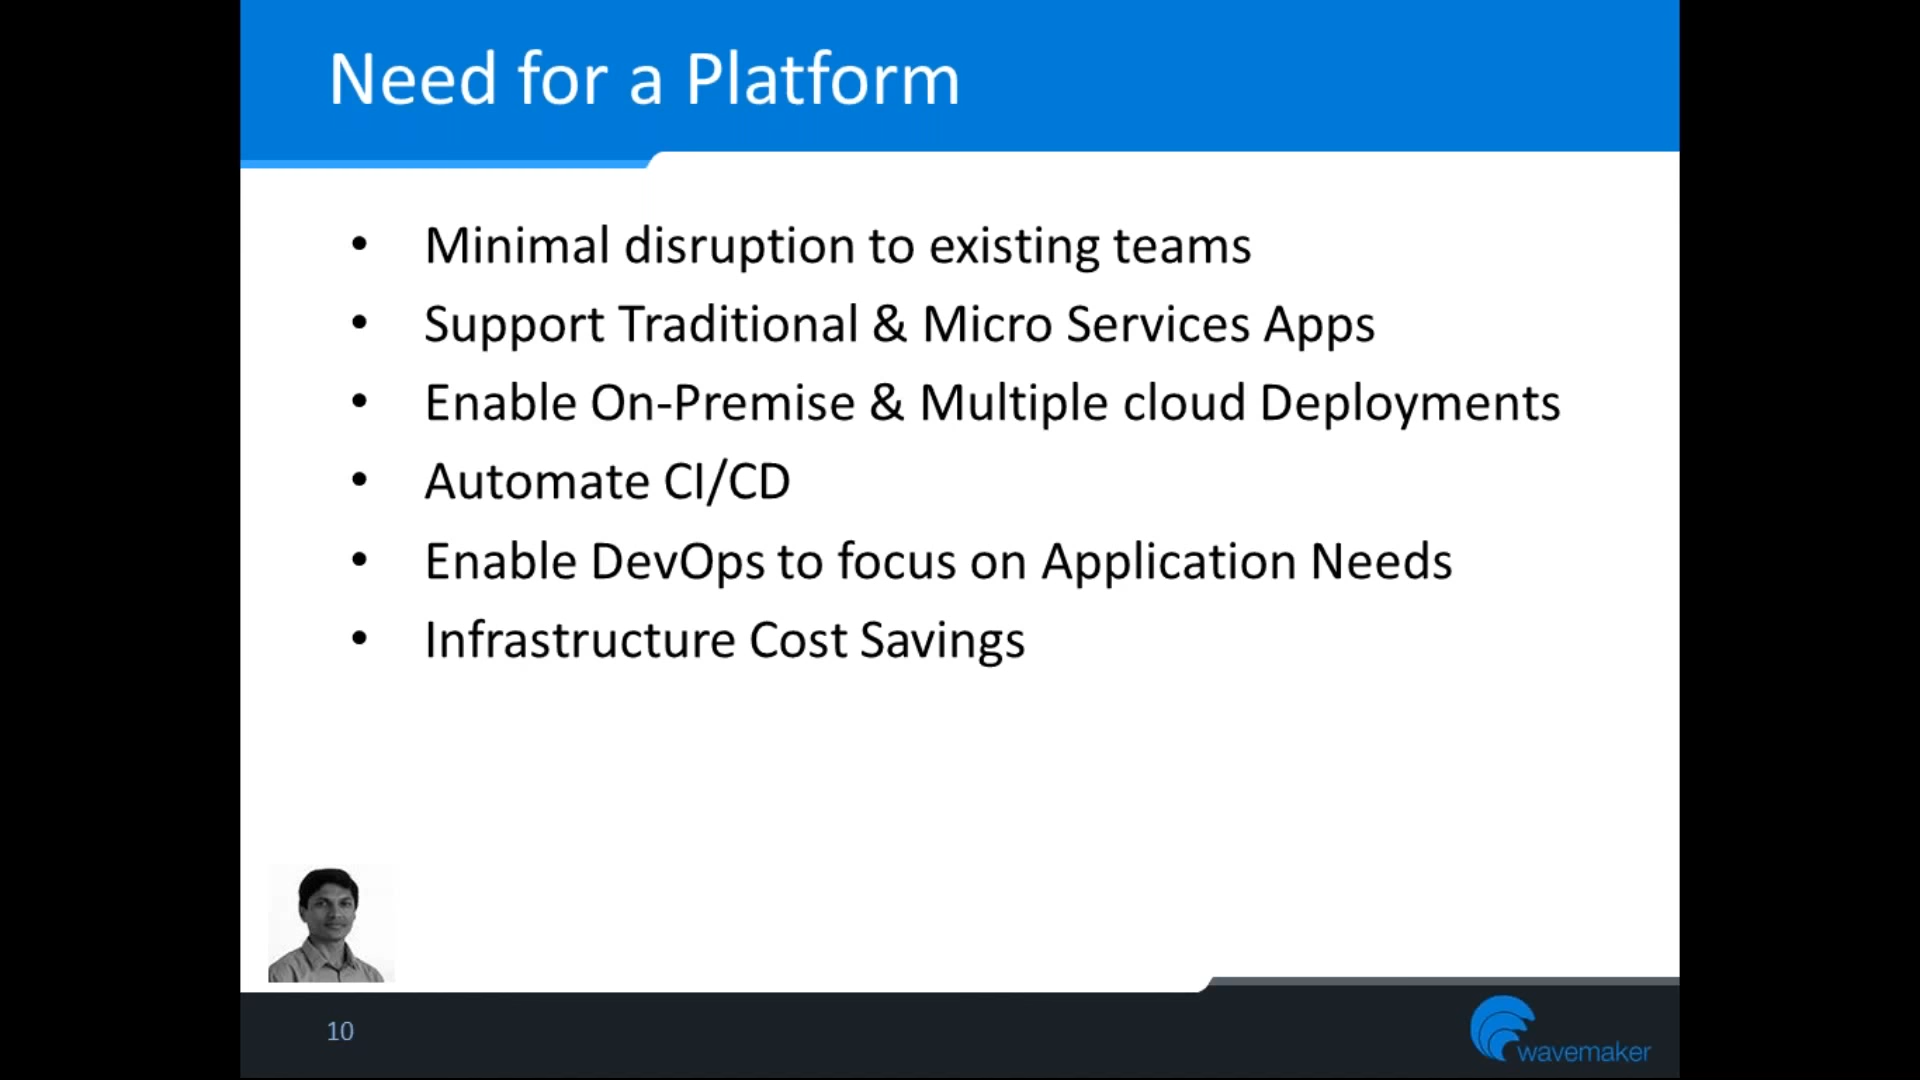 Need for a Platform
• Minimal disruption to existing teams
• Support Traditional & Micro Services Apps
• Enable On-Premise & Multiple cloud Deployments
• Automate CI/CD
• Enable DevOps to focus on Application Needs
• Infrastructure Cost Savings
10
wavemaker